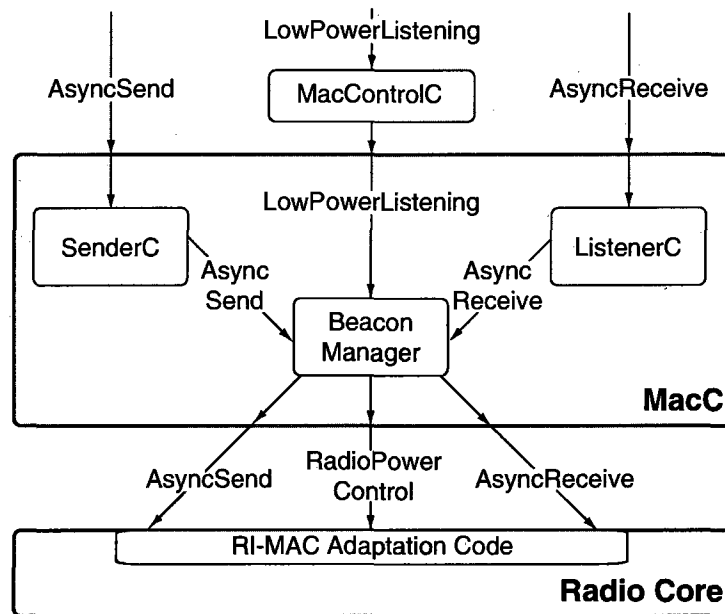 LowPowerListening
AsyncSend
MacControlC
AsyncReceive
LowPowerListening
SenderC
ListenerC
Async
Send
Async
Receive
Beacon
Manager
MacC
AsyncSend
RadioPower
Control
AsyncReceive
RI-MAC Adaptation Code
Radio Core